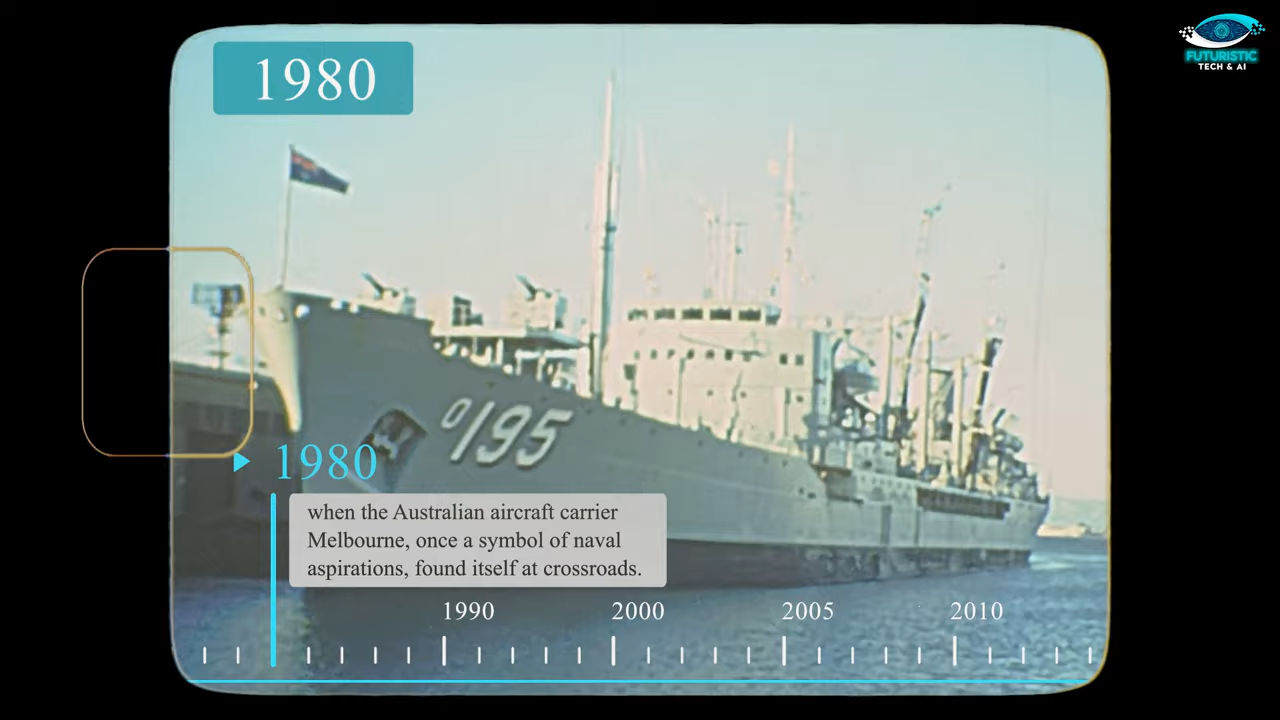 1980
FUTURISTIC
TECH & AI
O195
1980
when the Australian aircraft carrier
Melbourne, once a symbol of naval
aspirations, found itself at crossroads.
1990 2000 2005 2010